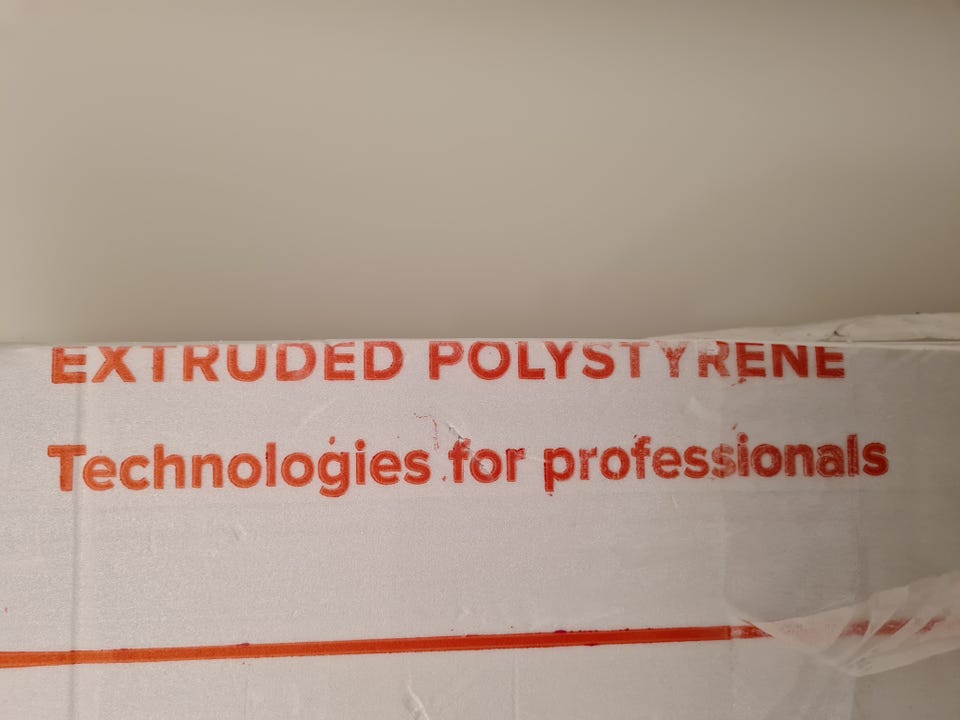 EXTRUDED POLYSTYRENE
Technologies for professionals